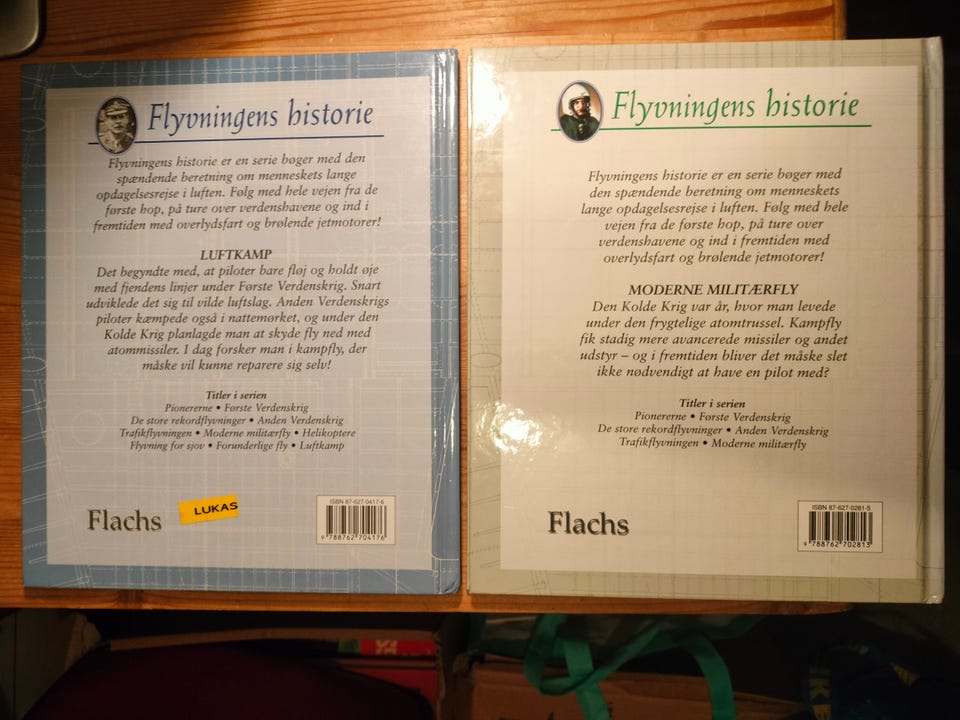 Flyvningens historie
Flyvningens historie er en serie bøger med den
spændende beretning om menneskets lange
opdagelsesrejse i luften. Følg med hele vejen fra de
første hop, på ture over verdenshavene og ind i
fremtiden med overlydsfart og brølende jetmotorer!
LUFTKAMP
Det begyndte med, at piloter bare fløj og holdt øje
med fjendens linjer under Første Verdenskrig. Snart
udviklede det sig til vilde luftslag. Anden Verdenskrigs
piloter kæmpede også i nattemørket, og under den
Kolde Krig planlagde man at skyde fly ned med
atommissiler. I dag forsker man i kampfly, der
måske vil kunne reparere sig selv!
Titler i serien
Pionererne • Første Verdenskrig
De store rekordflyvninger • Anden Verdenskrig
Trafikflyvningen • Moderne militærfly • Helikoptere
Flyvning for sjov • Forunderlige fly • Luftkamp
Flachs
LUKAS
ISBN 87-627-0417-6
9 788762 704176
Flyvningens historie
Flyvningens historie er en serie bøger med
den spændende beretning om menneskets
lange opdagelsesrejse i luften. Følg med hele
vejen fra de første hop, på ture over
verdenshavene og ind i fremtiden med
overlydsfart og brølende jetmotorer!
MODERNE MILITÆRFLY
Den Kolde Krig var år, hvor man levede
under den frygtelige atomtrussel. Kampfly
fik stadig mere avancerede missiler og andet
udstyr – og i fremtiden bliver det måske slet
ikke nødvendigt at have en pilot med?
Titler i serien
Pionererne • Første Verdenskrig
De store rekordflyvninger • Anden Verdenskrig
Trafikflyvningen • Moderne militærfly
Flachs
ISBN 87-627-0281-5
9 788762 702813